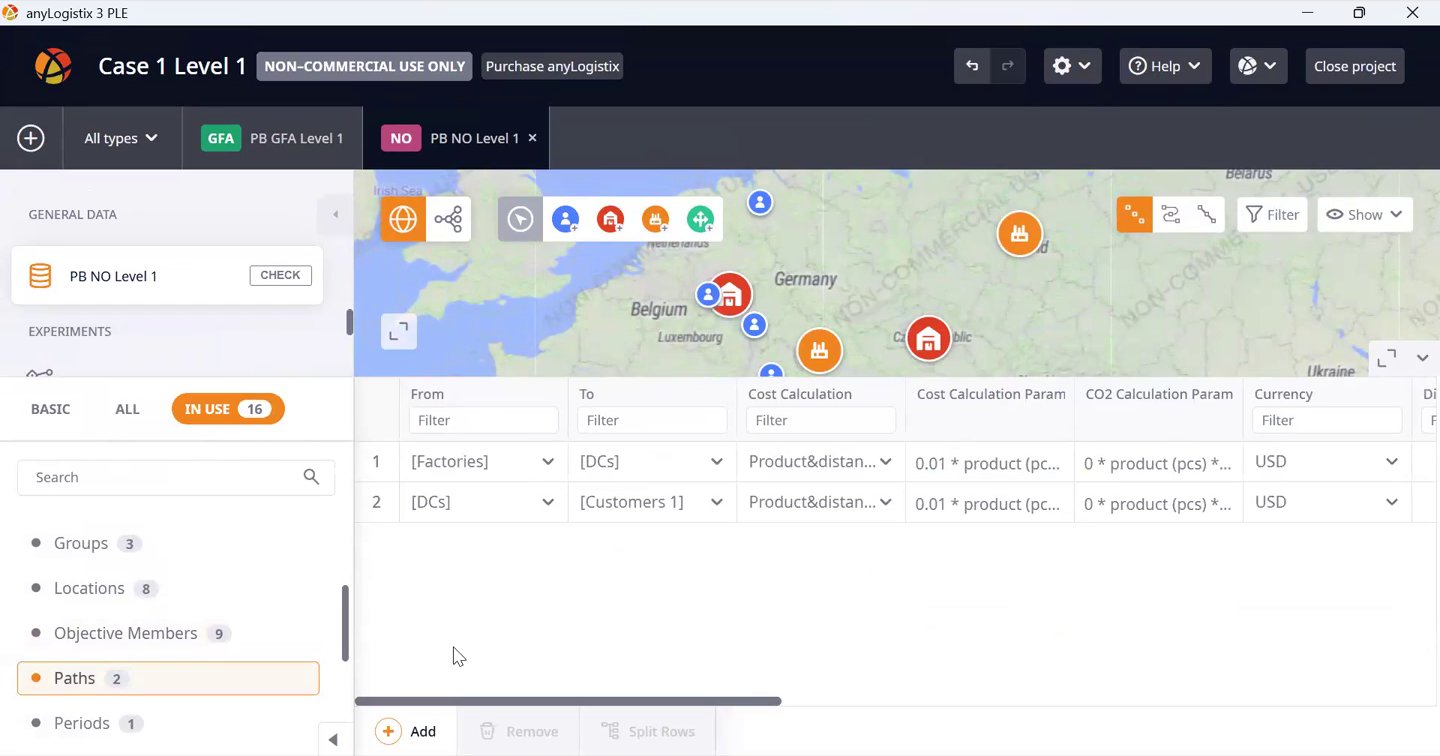 anyLogistix 3 PLE
Case 1 Level 1
NON-COMMERCIAL USE ONLY
Purchase anyLogistix
Help
Close project
All types
GFA
PB GFA Level 1
NO
PB NO Level 1
GENERAL DATA
PB NO Level 1
CHECK
EXPERIMENTS
Irish Sea
Netherlands
Belarus
Germany
Belgium
Luxembourg
Ukraine
Filter
Show
BASIC
ALL
IN USE 16
Search
Groups 3
Locations 8
Objective Members 9
Paths 2
Periods 1
From To Cost Calculation Cost Calculation Param CO2 Calculation Param Currency Di
Filter Filter Filter Filter F
1 [Factories] [DCs] Product&distan... 0.01 * product (pc... 0 * product (pcs) *... USD
2 [DCs] [Customers 1] Product&distan... 0.01 * product (pc... 0 * product (pcs) *... USD
Add
Remove
Split Rows